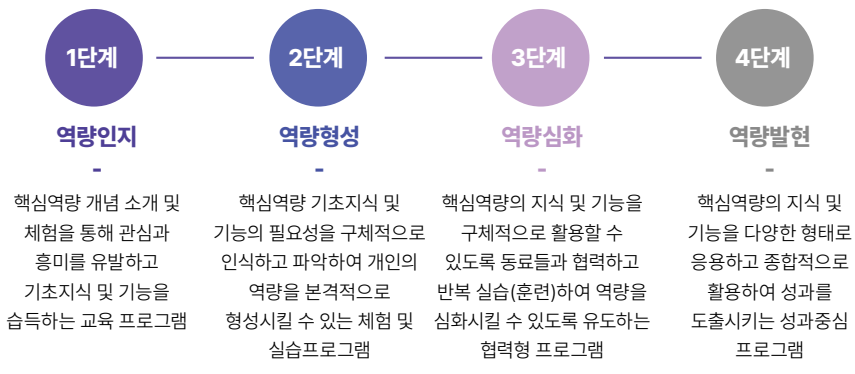 1단계
역량인지
-
핵심역량 개념 소개 및
체험을 통해 관심과
흥미를 유발하고
기초지식 및 기능을
습득하는 교육 프로그램
2단계
역량형성
-
핵심역량 기초지식 및
기능의 필요성을 구체적으로
인식하고 파악하여 개인의
역량을 본격적으로
형성시킬 수 있는 체험 및
실습프로그램
3단계
역량심화
-
핵심역량의 지식 및 기능을
구체적으로 활용할 수
있도록 동료들과 협력하고
반복 실습(훈련)하여 역량을
심화시킬 수 있도록 유도하는
협력형 프로그램
4단계
역량발현
-
핵심역량의 지식 및
기능을 다양한 형태로
응용하고 종합적으로
활용하여 성과를
도출시키는 성과중심
프로그램